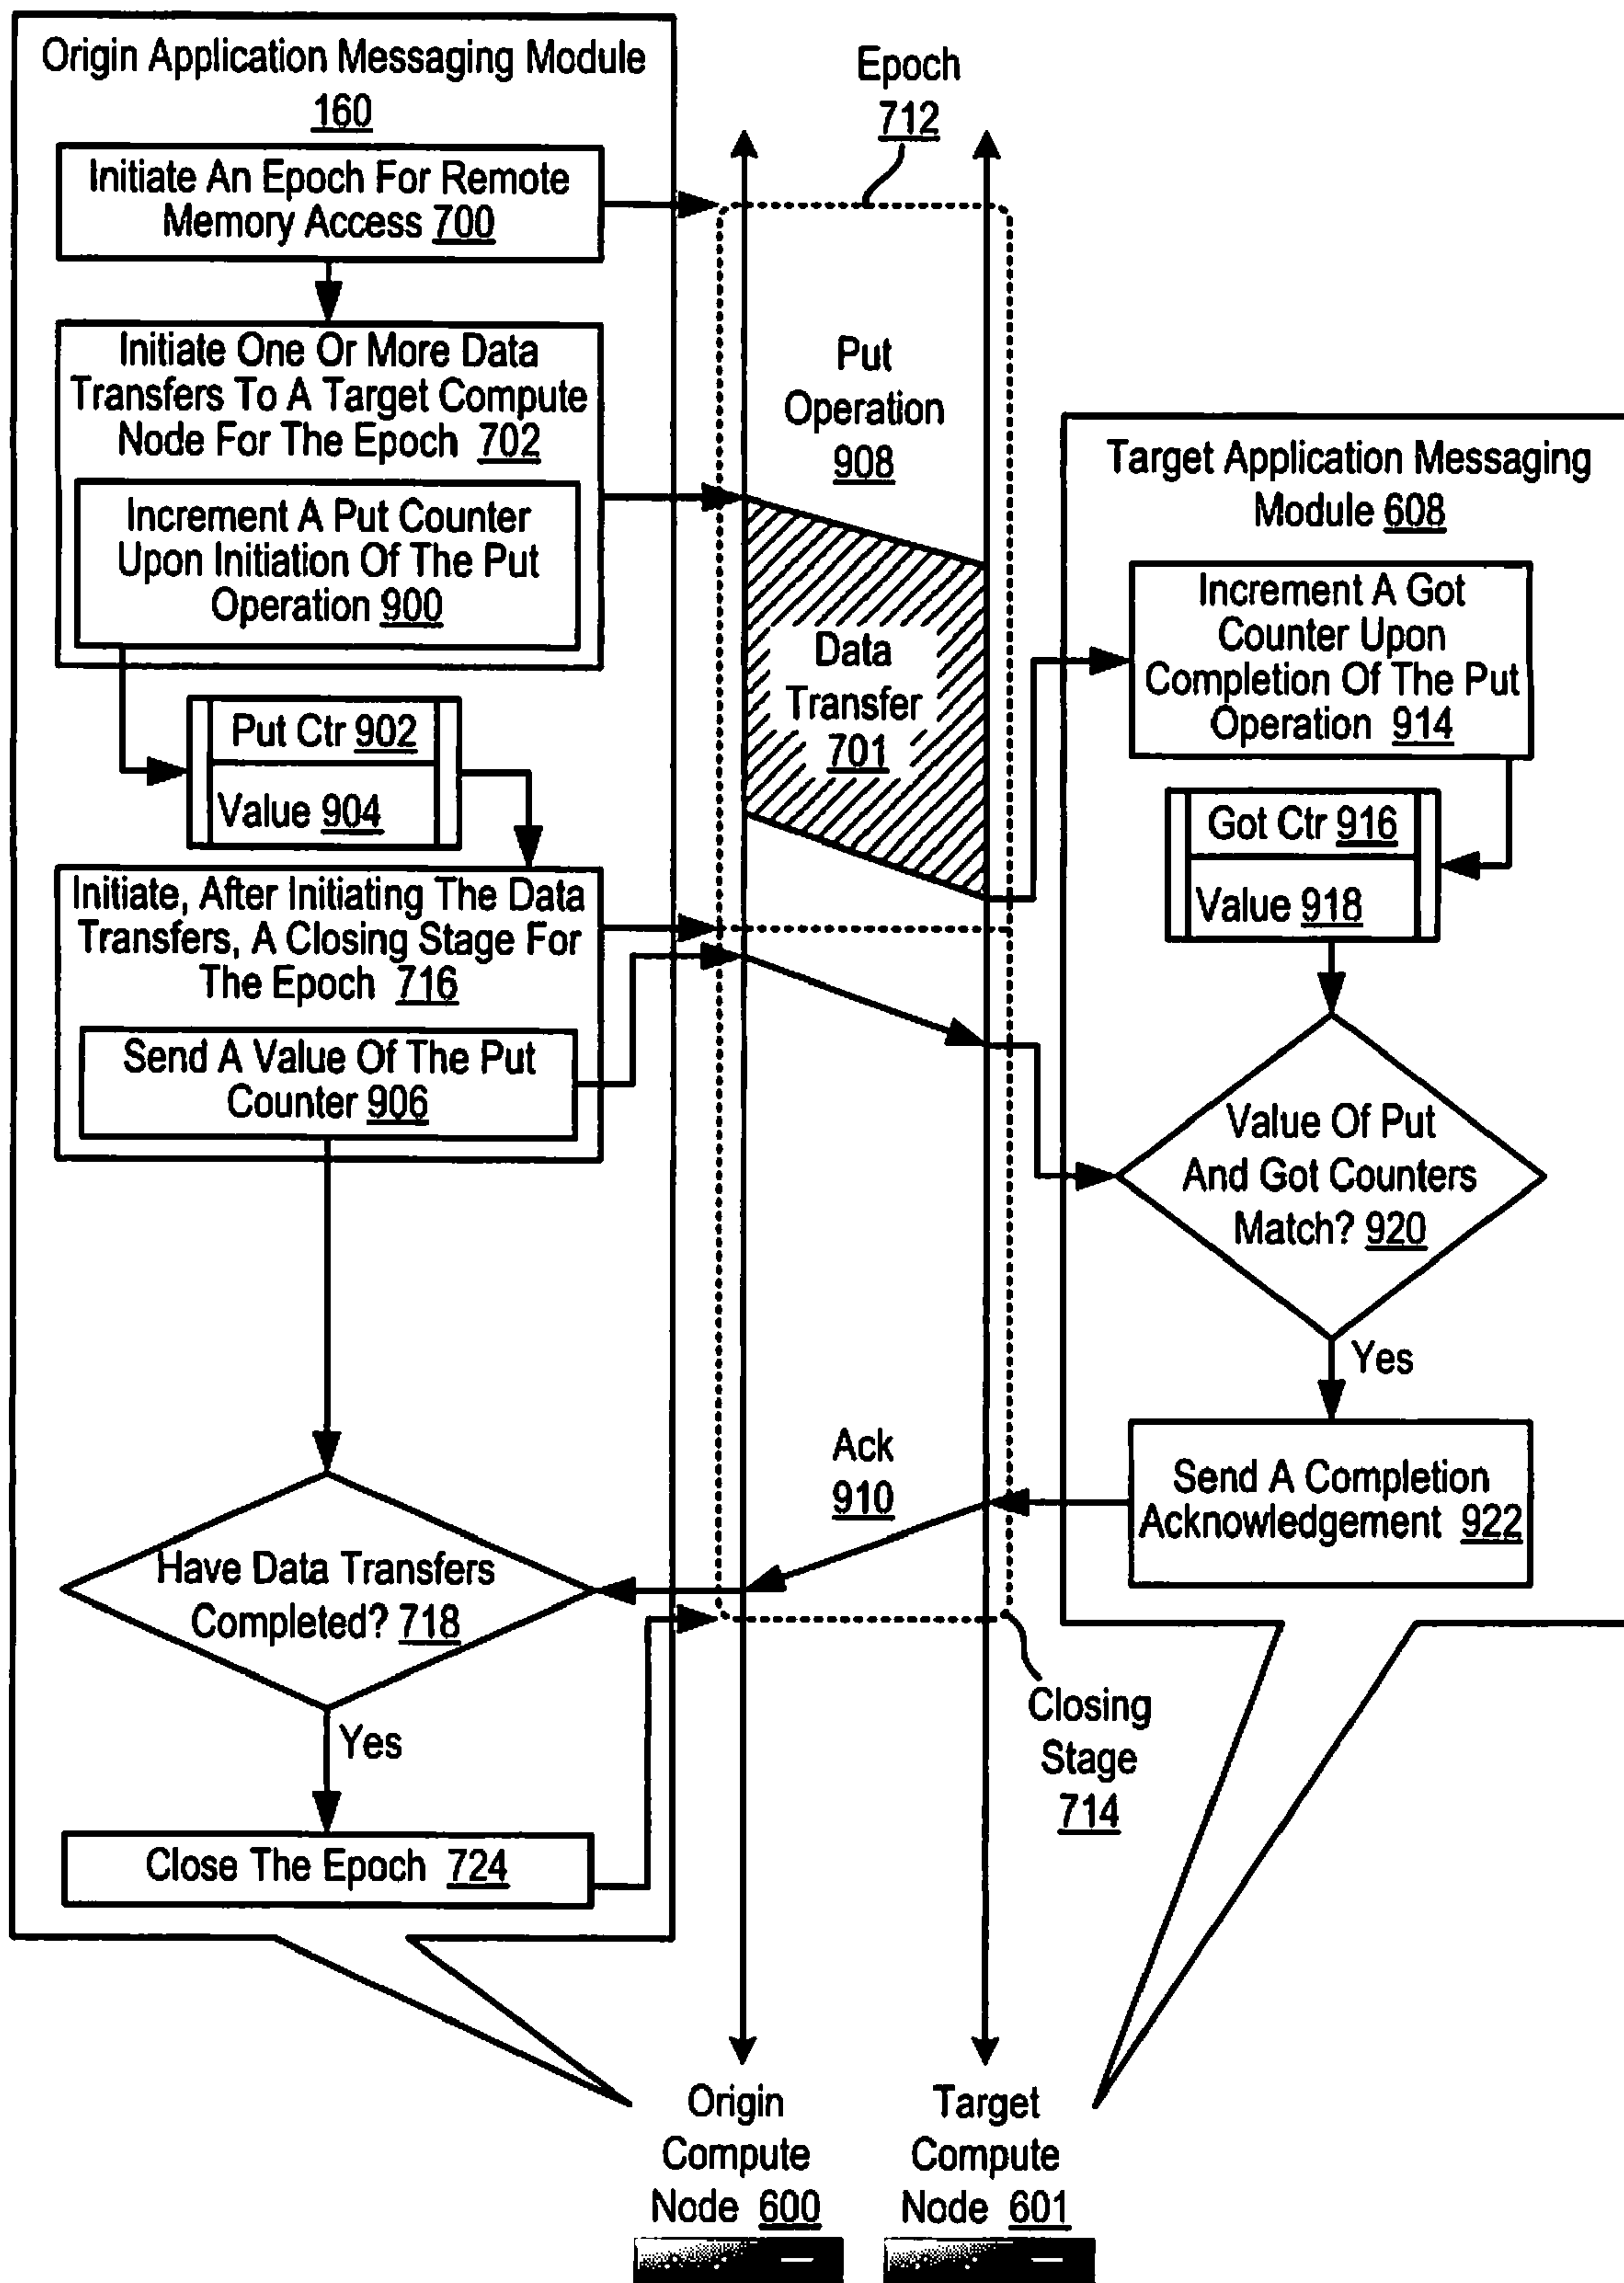 Origin Application Messaging Module
160
Initiate An Epoch For Remote
Memory Access 700
Initiate One Or More Data
Transfers To A Target Compute
Node For The Epoch 702
Increment A Put Counter
Upon Initiation Of The Put
Operation 900
Put Ctr 902
Value 904
Initiate, After Initiating The Data
Transfers, A Closing Stage For
The Epoch 716
Send A Value Of The Put
Counter 906
Have Data Transfers
Completed? 718
Yes
Close The Epoch 724
Epoch
712
Put
Operation
908
Data
Transfer
701
Ack
910
Closing
Stage
714
Target Application Messaging
Module 608
Increment A Got
Counter Upon
Completion Of The Put
Operation 914
Got Ctr 916
Value 918
Value Of Put
And Got Counters
Match? 920
Yes
Send A Completion
Acknowledgement 922
Origin
Compute
Node 600
Target
Compute
Node 601